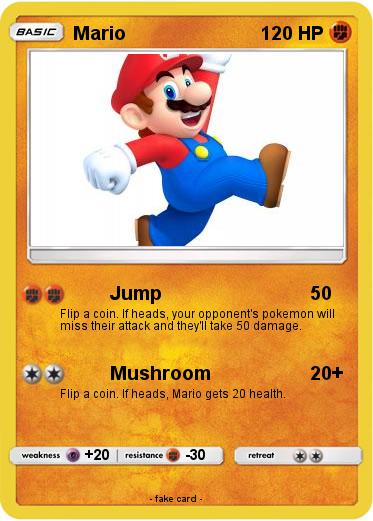 BASIC Mario 120 HP
Jump 50
Flip a coin. If heads, your opponent's pokemon will
miss their attack and they'll take 50 damage.
Mushroom 20+
Flip a coin. If heads, Mario gets 20 health.
weakness +20 resistance -30 retreat
- fake card -